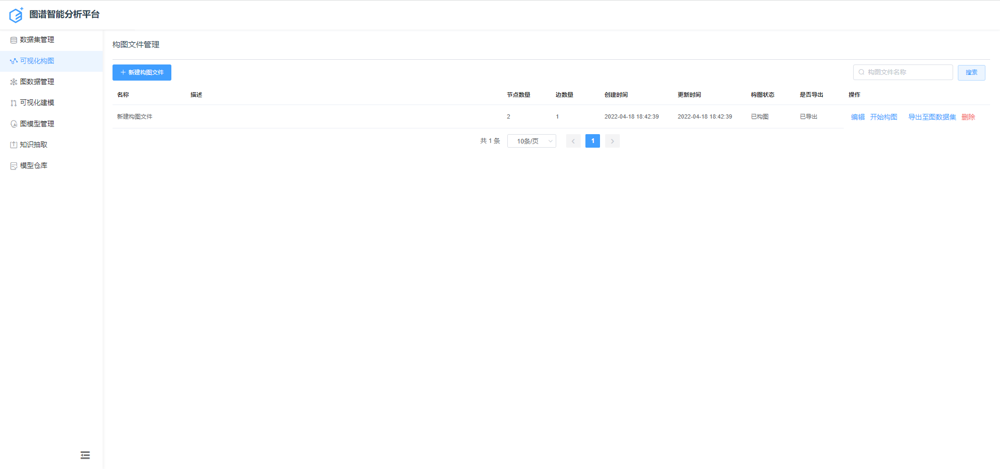 图谱智能分析平台
数据集管理
可视化构图
图数据管理
可视化建模
图模型管理
知识抽取
模型仓库
构图文件管理
新建构图文件 构图文件名称 搜索
名称 描述 节点数量 边数量 创建时间 更新时间 构图状态 是否导出 操作
新建构图文件 2 1 2022-04-18 18:42:39 2022-04-18 18:42:39 已构图 已导出 编辑 开始构图 导出至图数据集 删除
共 1 条 10条/页 1